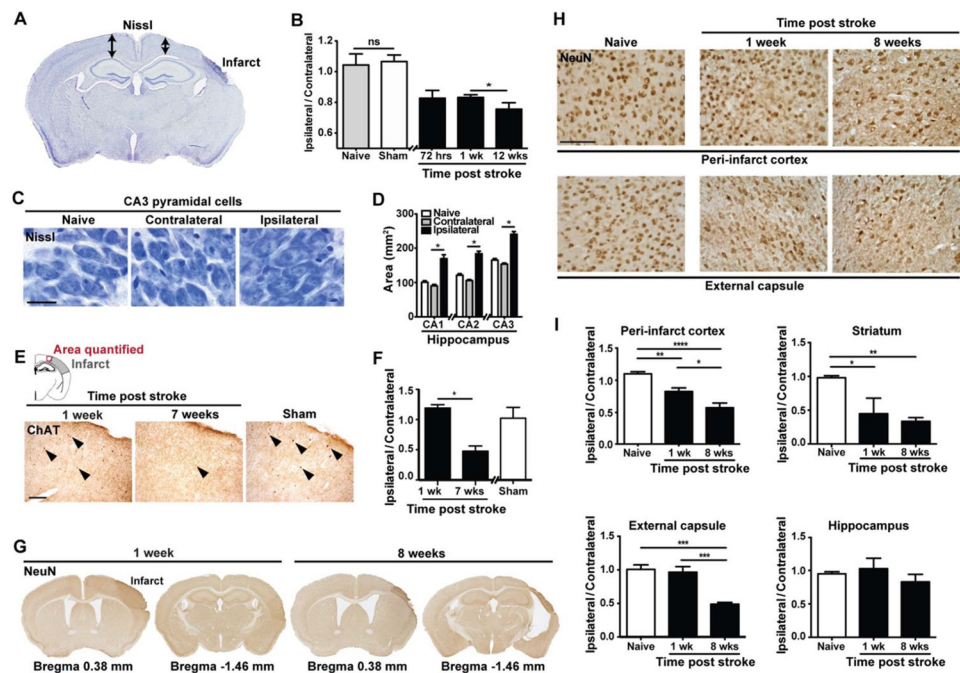 A
Nissl
Infarct
B
Ipsilateral/Contralateral
1.2
1.0
0.8
0.6
ns
*
Naive
Sham
72 hrs
1 wk
12 wks
Time post stroke
C
CA3 pyramidal cells
Naive
Contralateral
Ipsilateral
Nissl
D
Area (mm²)
300
200
100
0
Naive
Contralateral
Ipsilateral
*
*
*
CA1
CA2
CA3
Hippocampus
E
Area quantified
Infarct
Time post stroke
1 week
7 weeks
Sham
ChAT
F
Ipsilateral/Contralateral
1.5
1.0
0.5
0.0
*
1 wk
7 wks
Sham
Time post stroke
G
1 week
8 weeks
NeuN
Infarct
Bregma 0.38 mm
Bregma -1.46 mm
Bregma 0.38 mm
Bregma -1.46 mm
H
Time post stroke
Naive
1 week
8 weeks
NeuN
Peri-infarct cortex
External capsule
I
Peri-infarct cortex
Ipsilateral/Contralateral
1.5
1.0
0.5
0.0
****
**
*
Naive
1 wk
8 wks
Time post stroke
Striatum
Ipsilateral/Contralateral
1.5
1.0
0.5
0.0
**
*
Naive
1 wk
8 wks
Time post stroke
External capsule
Ipsilateral/Contralateral
1.5
1.0
0.5
0.0
***
***
Naive
1 wk
8 wks
Time post stroke
Hippocampus
Ipsilateral/Contralateral
1.5
1.0
0.5
0.0
Naive
1 wk
8 wks
Time post stroke